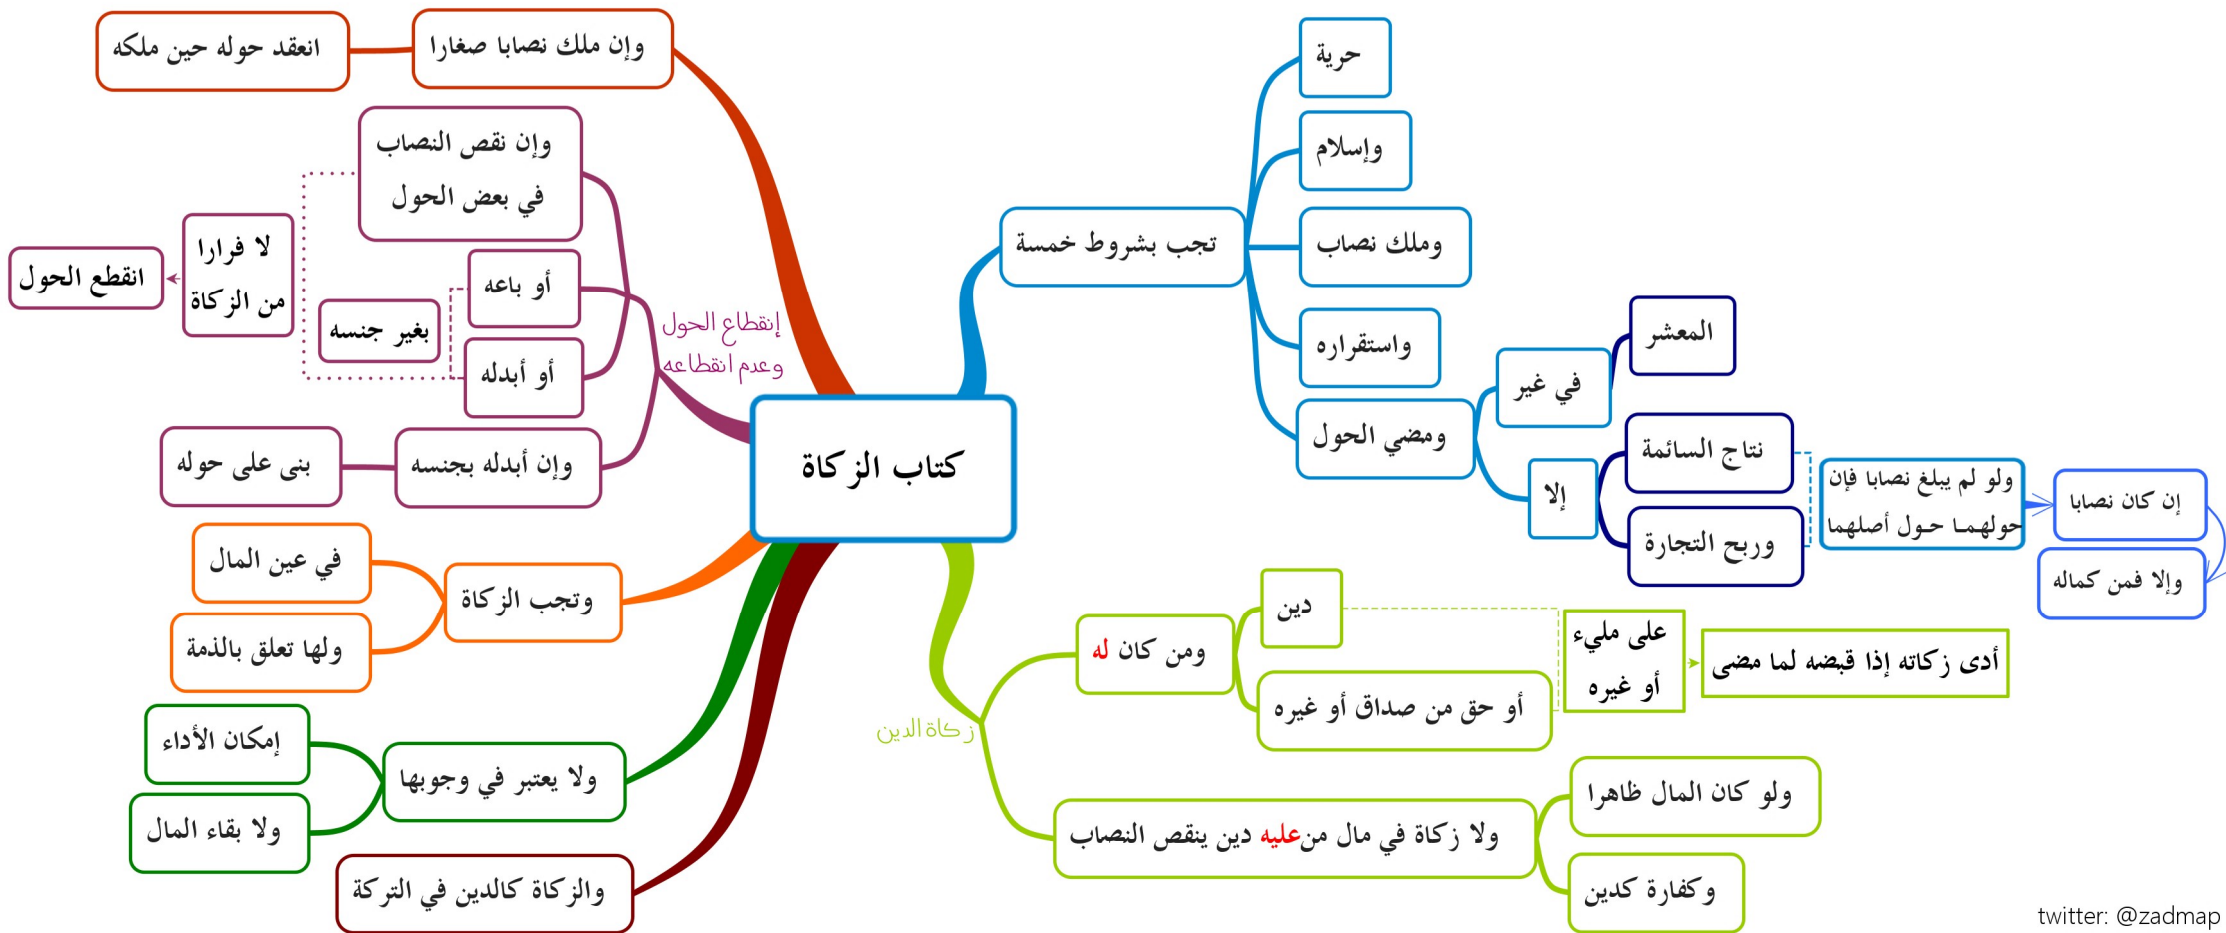 كتاب الزكاة
تجب بشروط خمسة
حرية
وإسلام
وملك نصاب
واستقراره
ومضي الحول
في غير
المعشر
إلا
نتاج السائمة
وربح التجارة
ولو لم يبلغ نصابا فإن
حولهما حول أصلهما
إن كان نصابا
وإلا فمن كماله
زكاة الدين
ومن كان له
دين
أو حق من صداق أو غيره
على مليء
أو غيره
أدى زكاته إذا قبضه لما مضى
ولا زكاة في مال من عليه دين ينقص النصاب
ولو كان المال ظاهرا
وكفارة كدين
وإن ملك نصابا صغارا
انعقد حوله حين ملكه
إنقطاع الحول
وعدم انقطاعه
وإن نقص النصاب
في بعض الحول
أو باعه
أو أبدله
بغير جنسه
لا فرارا
من الزكاة
انقطع الحول
وإن أبدله بجنسه
بنى على حوله
وتجب الزكاة
في عين المال
ولها تعلق بالذمة
ولا يعتبر في وجوبها
إمكان الأداء
ولا بقاء المال
والزكاة كالدين في التركة
twitter: @zadmap